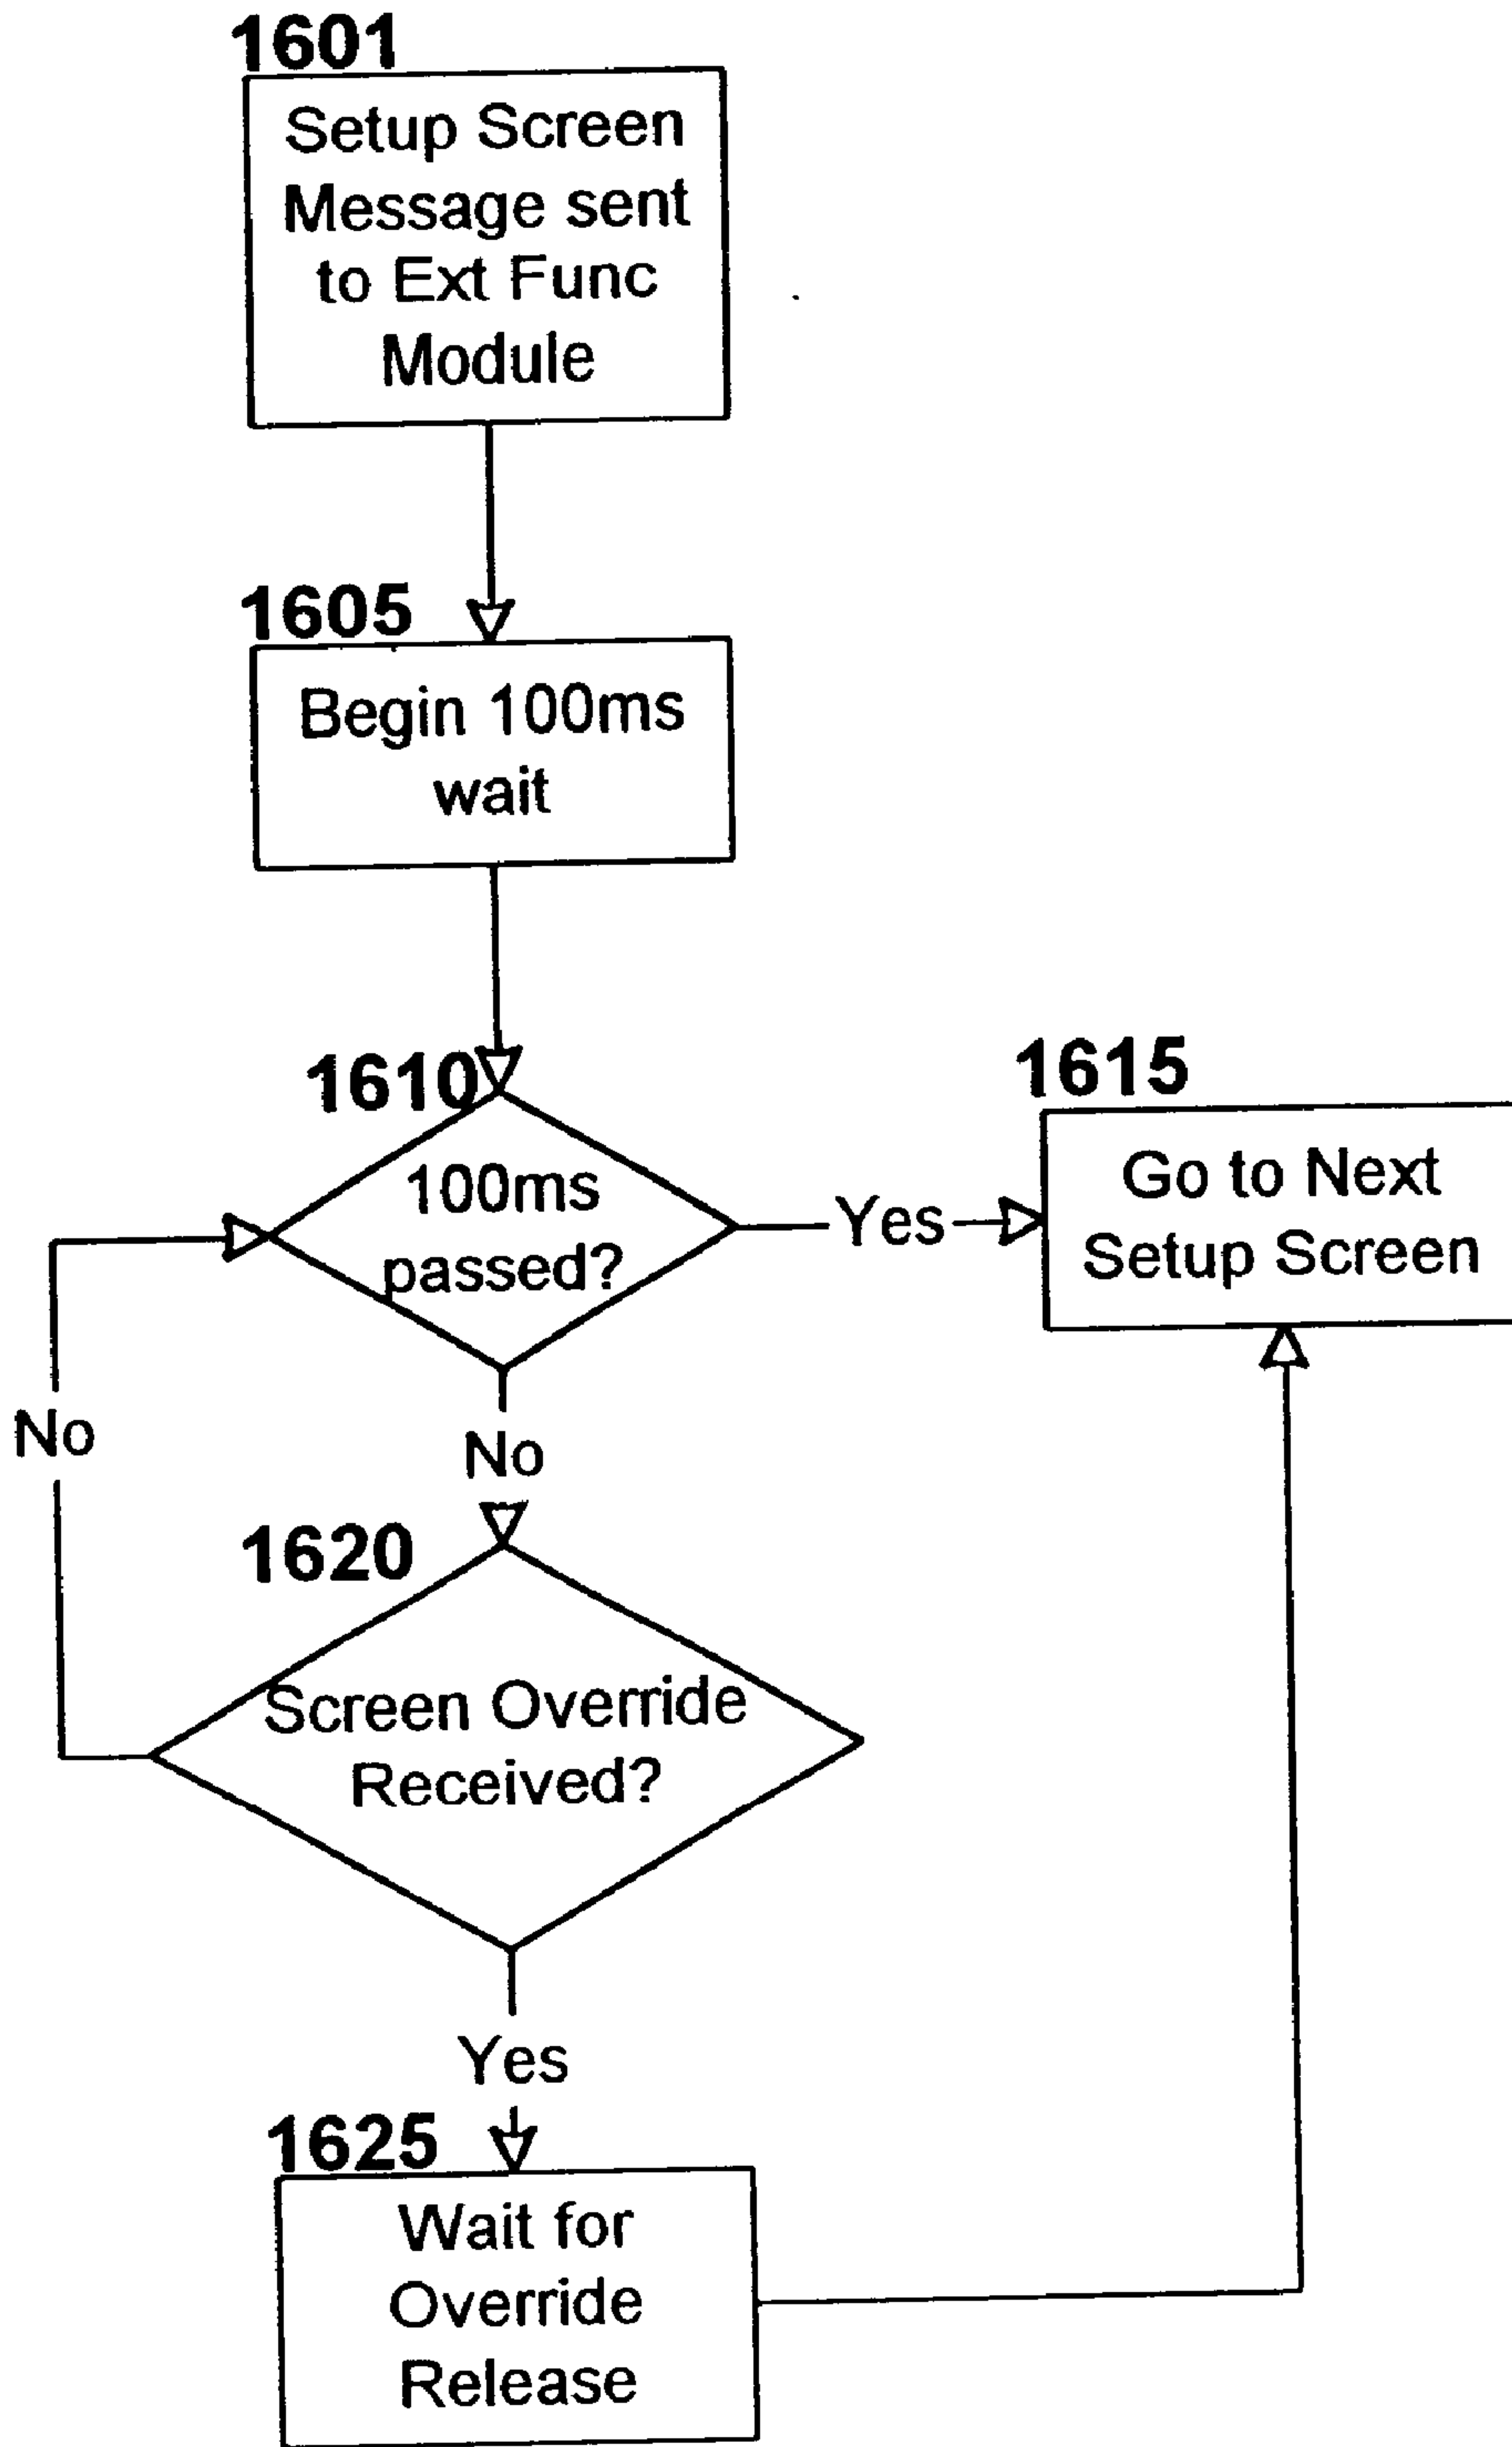 1601
Setup Screen
Message sent
to Ext Func
Module
1605
Begin 100ms
wait
1610
100ms
passed?
Yes
1615
Go to Next
Setup Screen
No
No
1620
Screen Override
Received?
Yes
1625
Wait for
Override
Release